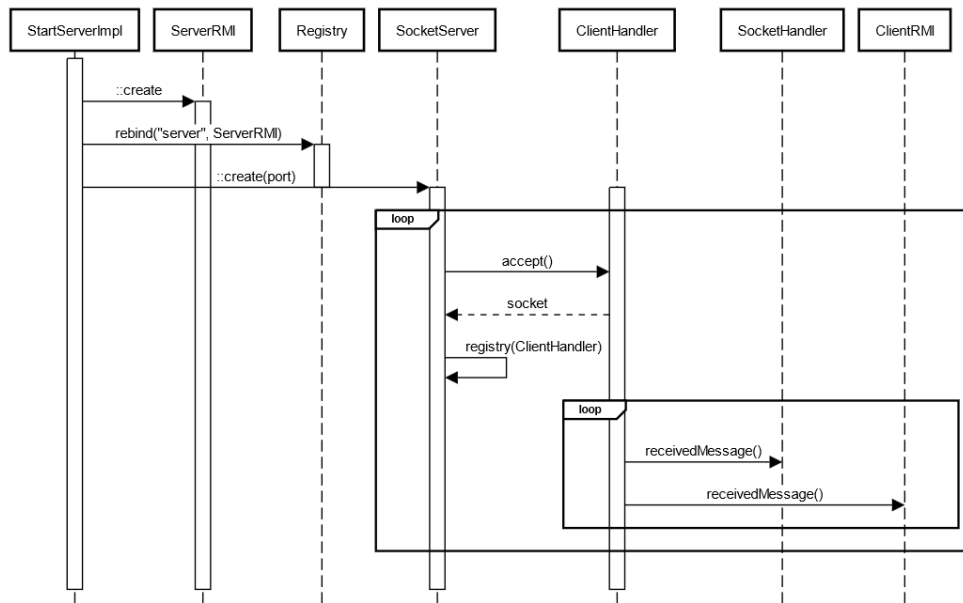 StartServerImpl ServerRMI Registry SocketServer ClientHandler SocketHandler ClientRMI
::create
rebind("server", ServerRMI)
::create(port)
loop
accept()
socket
registry(ClientHandler)
loop
receivedMessage()
receivedMessage()